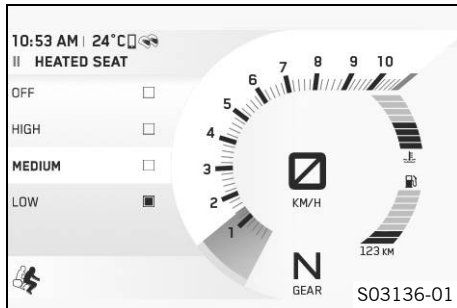 10:53 AM | 24°C
II HEATED SEAT
OFF
HIGH
MEDIUM
LOW
1
2
3
4
5
6
7
8
9
10
0
KM/H
123 KM
N
GEAR
S03136-01